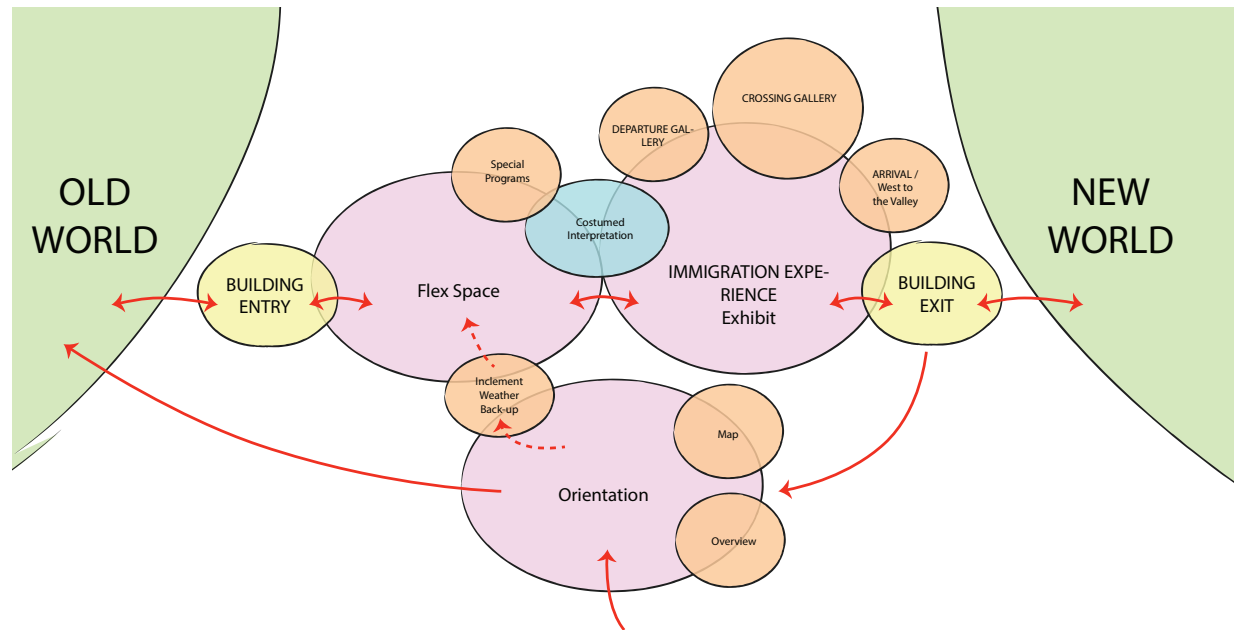 OLD
WORLD
BUILDING
ENTRY
Flex Space
Special
Programs
Costumed
Interpretation
DEPARTURE GAL-
LERY
CROSSING GALLERY
ARRIVAL /
West to
the Valley
IMMIGRATION EXPE-
RIENCE
Exhibit
BUILDING
EXIT
NEW
WORLD
Inclement
Weather
Back-up
Map
Orientation
Overview